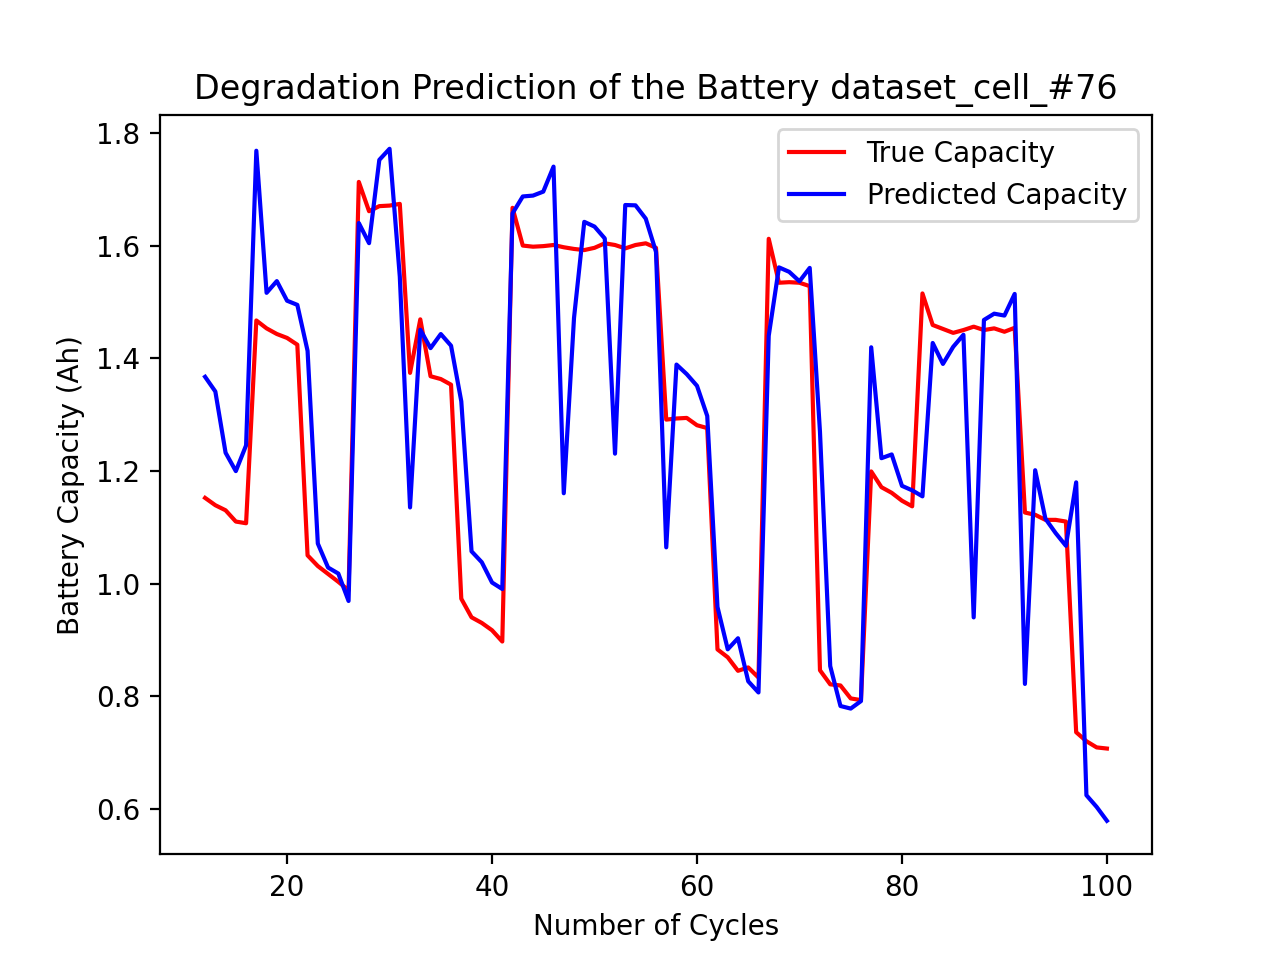 Degradation Prediction of the Battery dataset_cell_#76
True Capacity
Predicted Capacity
Battery Capacity (Ah)
1.8
1.6
1.4
1.2
1.0
0.8
0.6
20 40 60 80 100
Number of Cycles